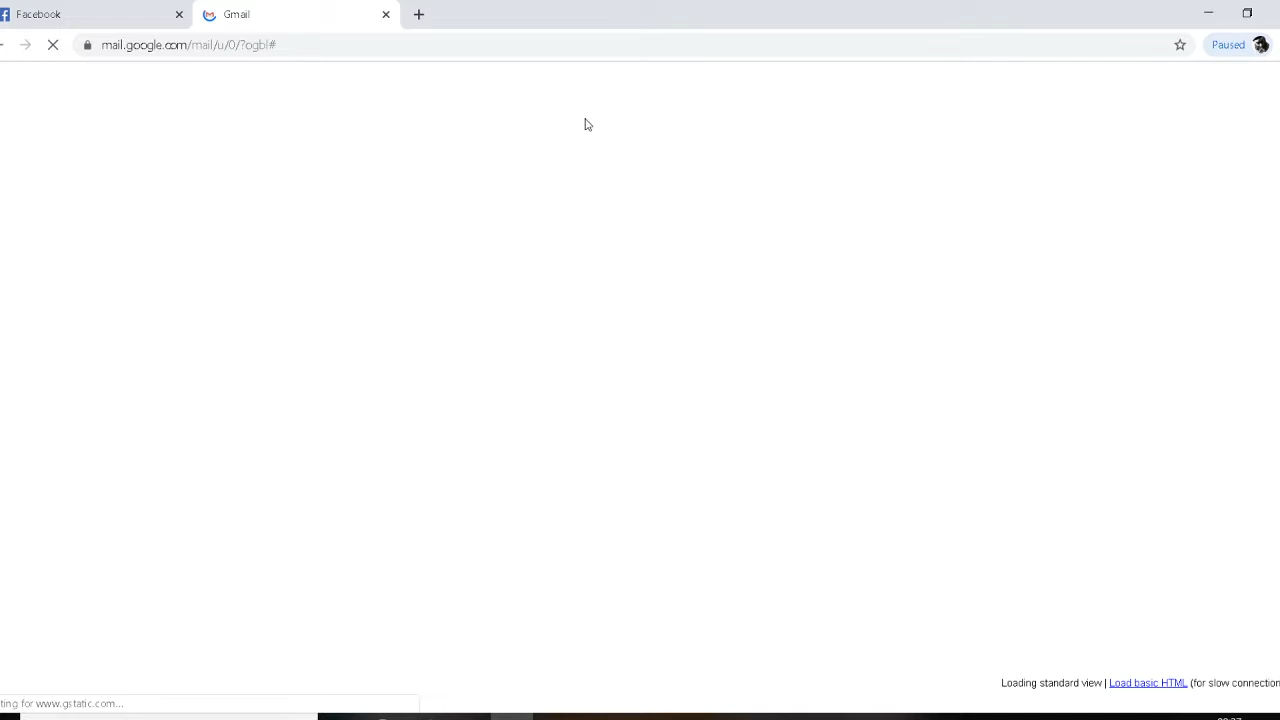 Facebook
Gmail
mail.google.com/mail/u/0/?ogbl#
Paused
Loading standard view | Load basic HTML (for slow connection
ting for www.gstatic.com...